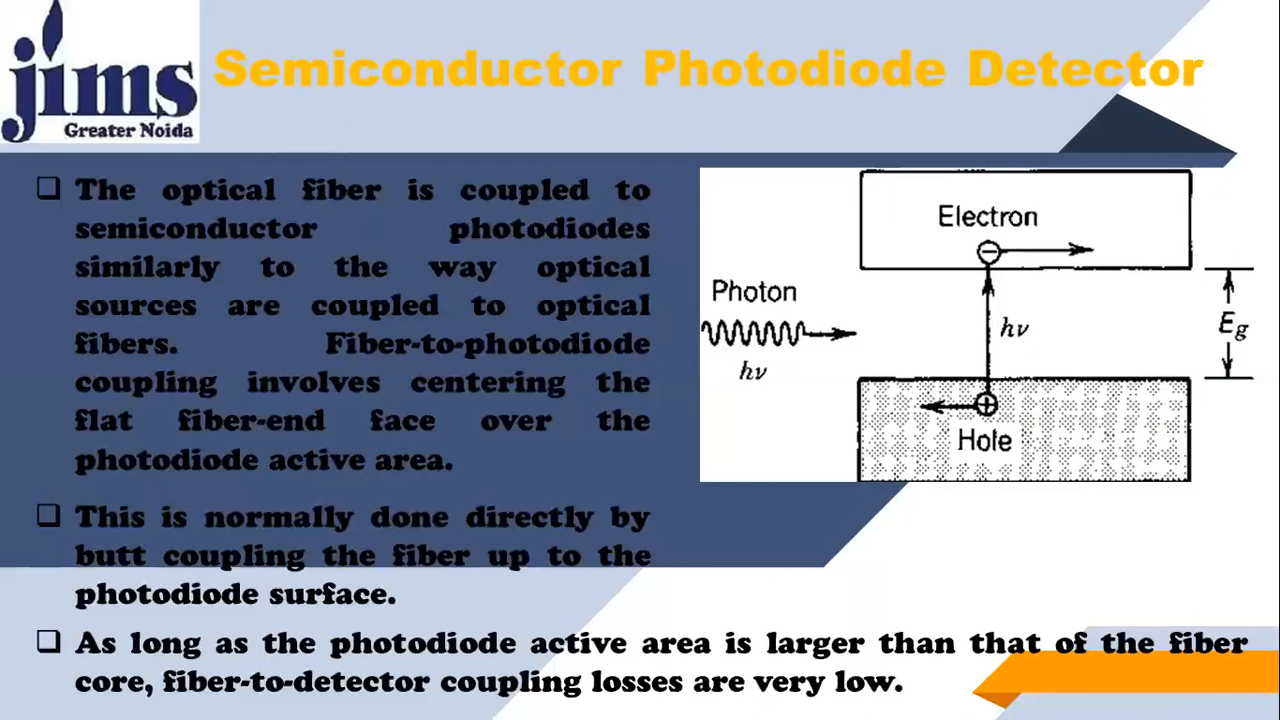 jims
Greater Noida
Semiconductor Photodiode Detector
❑ The optical fiber is coupled to
semiconductor photodiodes
similarly to the way optical
sources are coupled to optical
fibers. Fiber-to-photodiode
coupling involves centering the
flat fiber-end face over the
photodiode active area.
❑ This is normally done directly by
butt coupling the fiber up to the
photodiode surface.
❑ As long as the photodiode active area is larger than that of the fiber
core, fiber-to-detector coupling losses are very low.
Electron
−
Photon
hν
hν
Eg
+
Hole